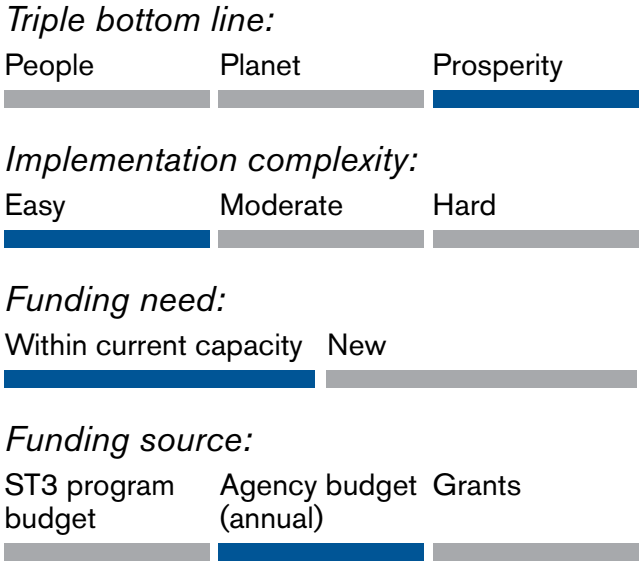 Triple bottom line:
People Planet Prosperity
Implementation complexity:
Easy Moderate Hard
Funding need:
Within current capacity New
Funding source:
ST3 program Agency budget Grants
budget (annual)